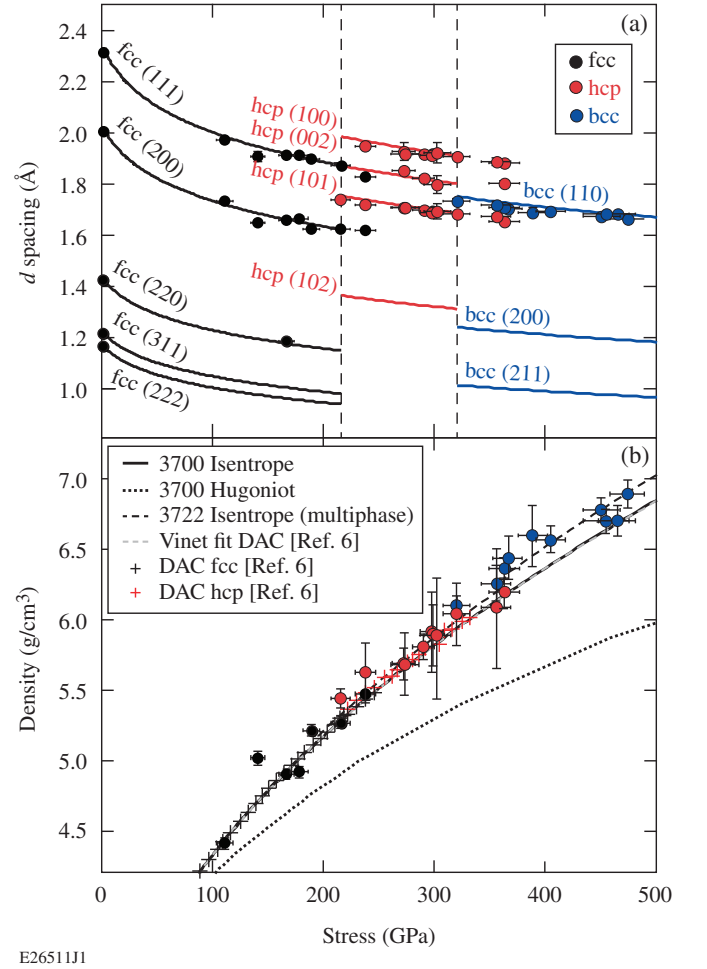 (a)
2.4
2.2
2.0
1.8
1.6
1.4
1.2
1.0
d spacing (Å)
fcc
hcp
bcc
fcc (111)
fcc (200)
fcc (220)
fcc (311)
fcc (222)
hcp (100)
hcp (002)
hcp (101)
hcp (102)
bcc (110)
bcc (200)
bcc (211)
(b)
3700 Isentrope
3700 Hugoniot
3722 Isentrope (multiphase)
Vinet fit DAC [Ref. 6]
DAC fcc [Ref. 6]
DAC hcp [Ref. 6]
7.0
6.5
6.0
5.5
5.0
4.5
Density (g/cm³)
0 100 200 300 400 500
Stress (GPa)
E26511J1